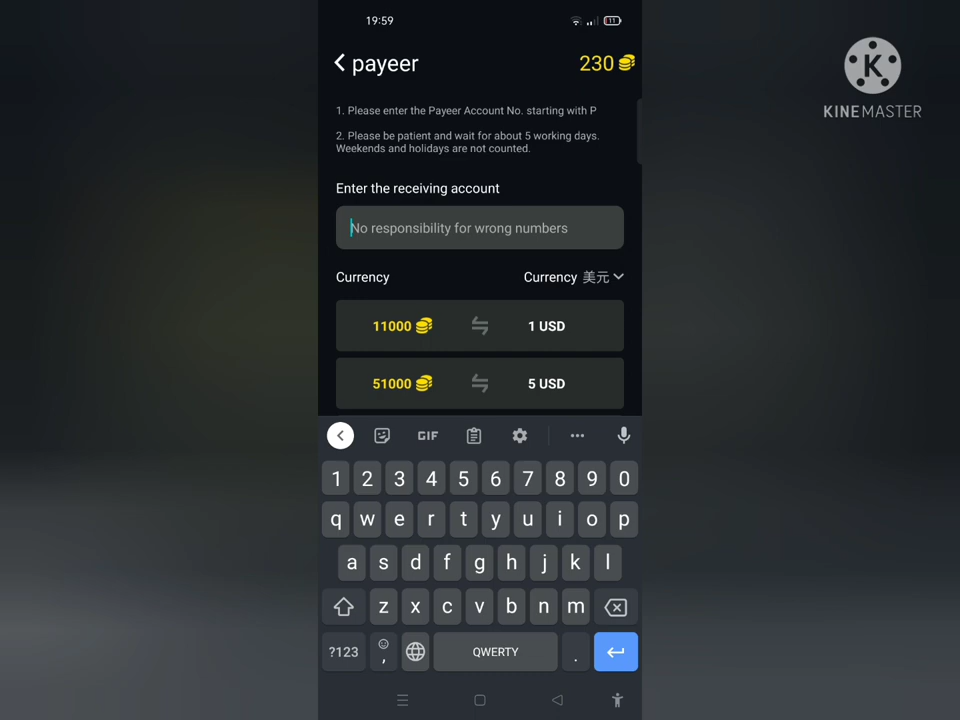 19:59
11
payeer
230
K
KINEMASTER
1. Please enter the Payeer Account No. starting with P
2. Please be patient and wait for about 5 working days.
Weekends and holidays are not counted.
Enter the receiving account
No responsibility for wrong numbers
Currency
Currency 美元
11000
1 USD
51000
5 USD
GIF
1 2 3 4 5 6 7 8 9 0
q w e r t y u i o p
a s d f g h j k l
z x c v b n m
?123 , QWERTY .